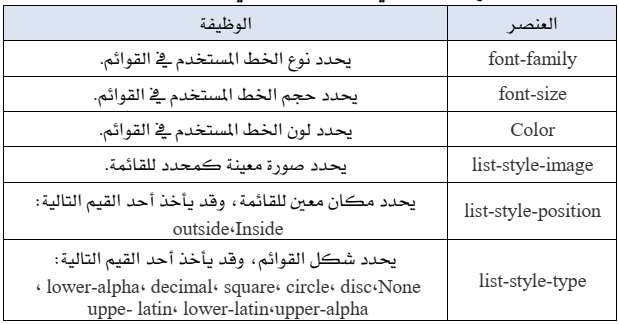 العنصر	الوظيفة
font-family	يحدد نوع الخط المستخدم في القوائم.
font-size	يحدد حجم الخط المستخدم في القوائم.
Color	يحدد لون الخط المستخدم في القوائم.
list-style-image	يحدد صورة معينة كمحدد للقائمة.
list-style-position	يحدد مكان معين للقائمة، وقد يأخذ أحد القيم التالية:
outside،Inside
list-style-type	يحدد شكل القوائم، وقد يأخذ أحد القيم التالية:
، lower-alpha، decimal، square، circle، disc،None
uppe- latin، lower-latin،upper-alpha